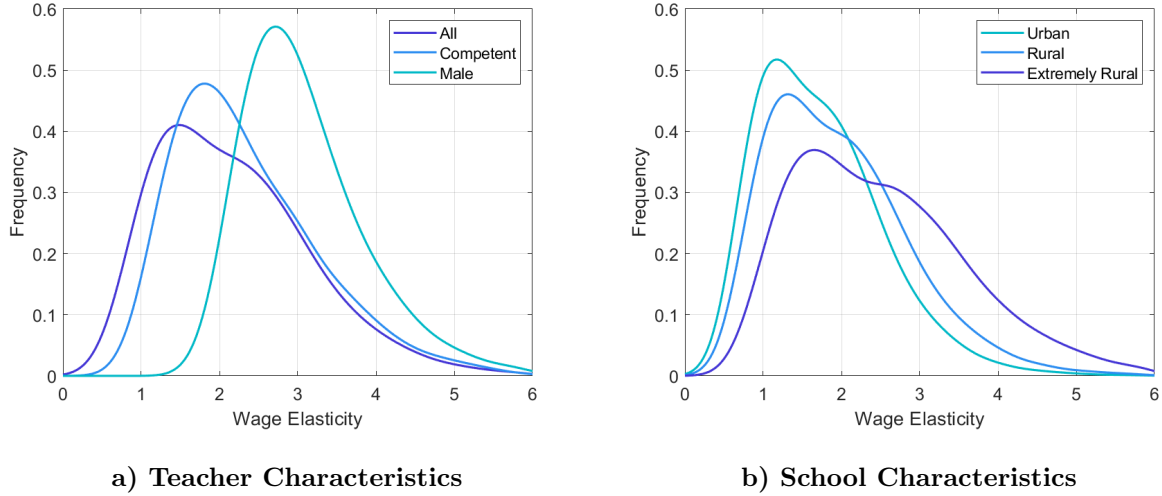 0.6
0.5
0.4
0.3
0.2
0.1
0
Frequency
0 1 2 3 4 5 6
Wage Elasticity
All
Competent
Male
a) Teacher Characteristics
0.6
0.5
0.4
0.3
0.2
0.1
0
Frequency
0 1 2 3 4 5 6
Wage Elasticity
Urban
Rural
Extremely Rural
b) School Characteristics